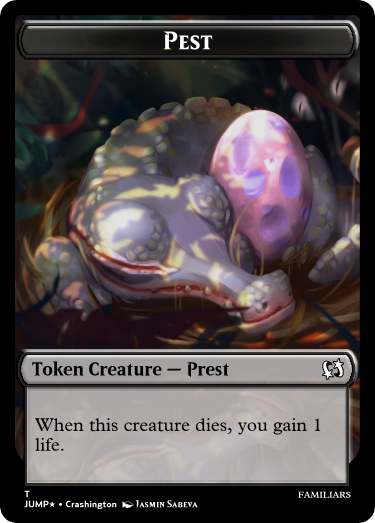 Pest
Token Creature — Prest
When this creature dies, you gain 1
life.
T
FAMILIARS
JUMP★ • Crashington Jasmin Sabeva